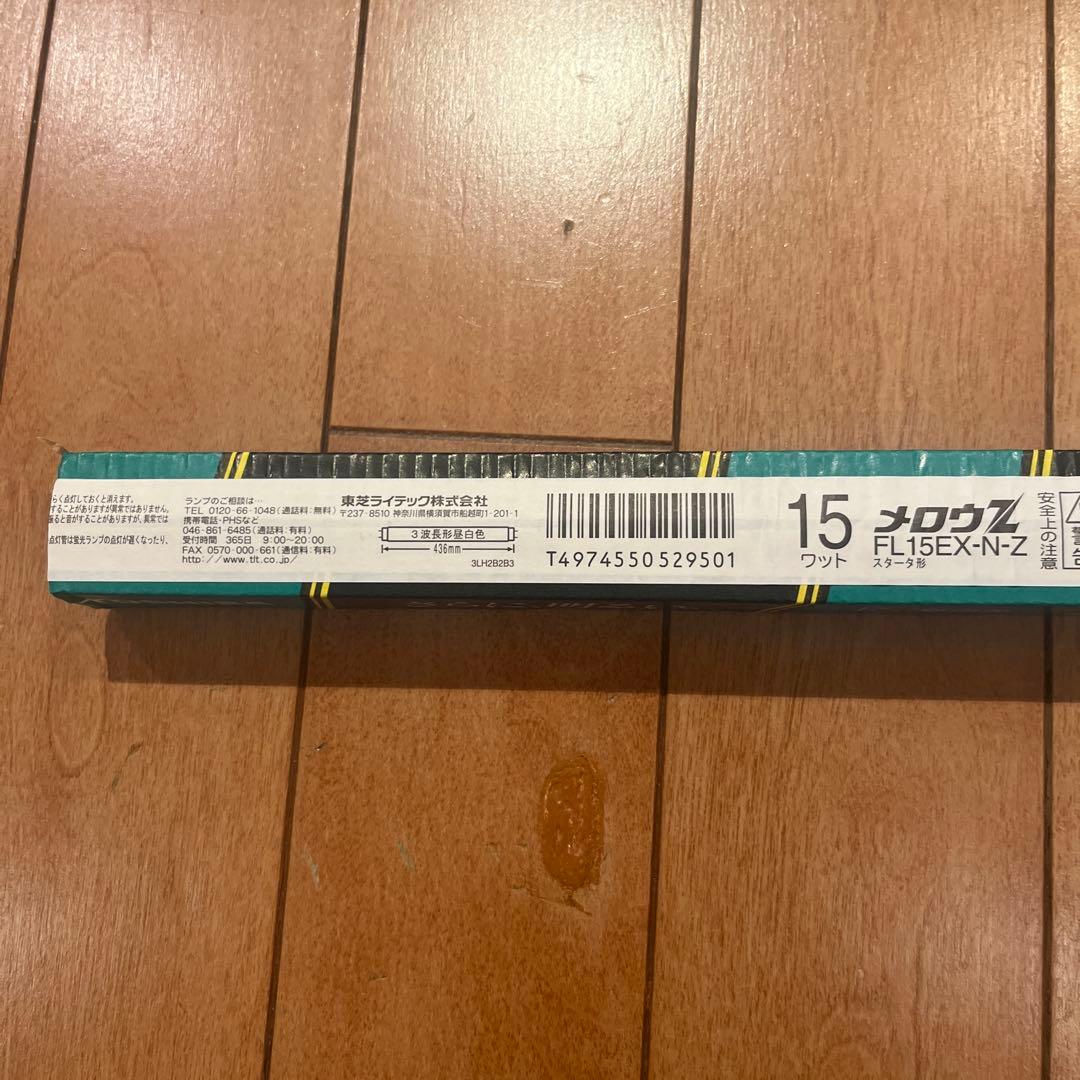 らく点灯しておくと消えます。
することがありますが異常ではありません。
ると音がすることがありますが、異常では
点灯管は蛍光ランプの点灯が遅くなったり、
ランプのご相談は…
TEL 0120-66-1048(通話料:無料)
携帯電話・PHSなど
046-861-6485(通話料:有料)
受付時間 365日 9:00〜20:00
FAX 0570-000-661(通信料:有料)
http://www.tlt.co.jp/
東芝ライテック株式会社
〒237-8510 神奈川県横須賀市船越町1-201-1
3波長形昼白色
436mm
3LH2B2B3
T4974550529501
15
ワット
メロウZ
FL15EX-N-Z
スタータ形
安全上の注意